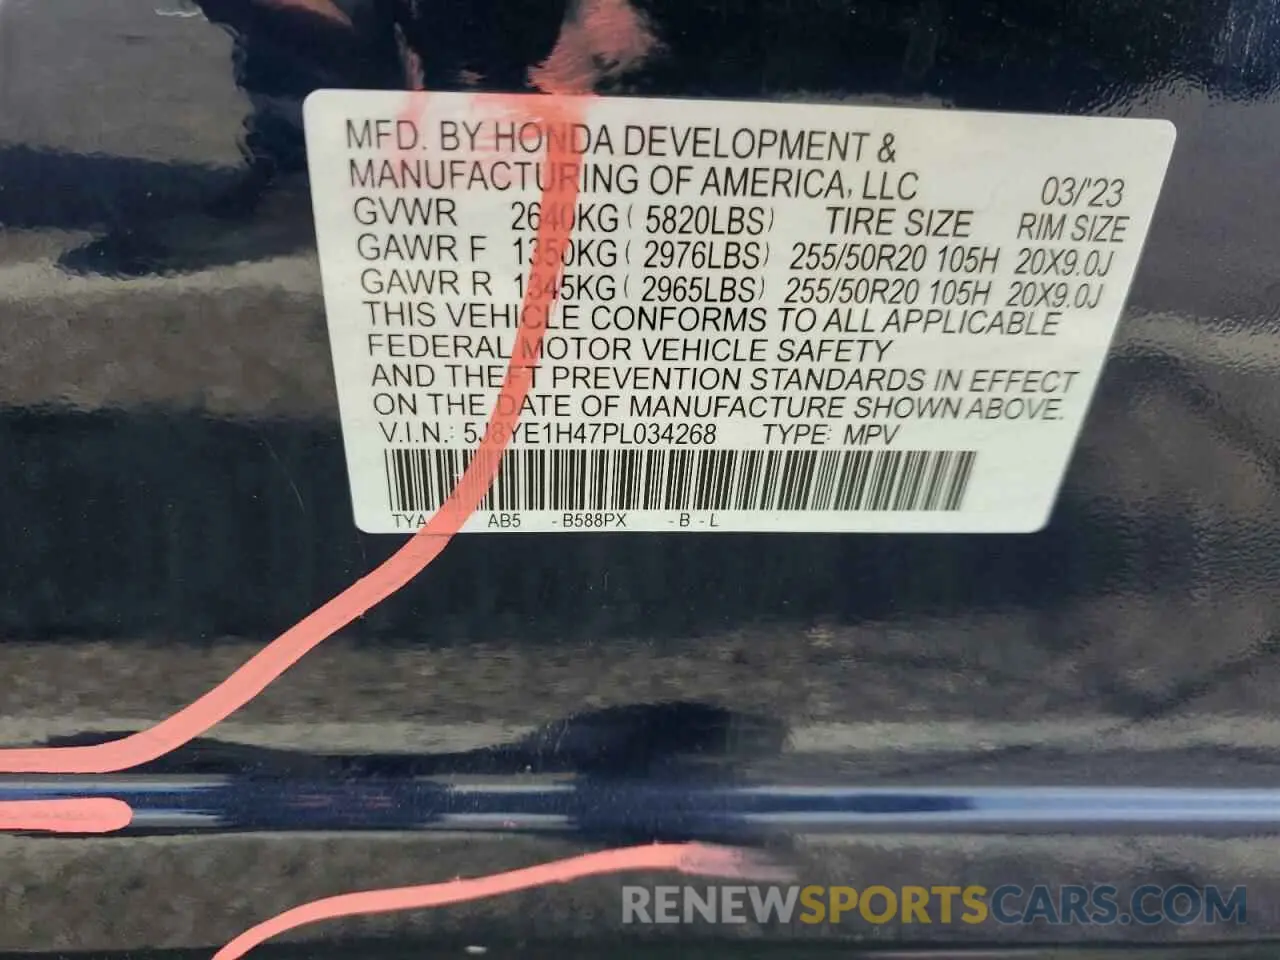 MFD. BY HONDA DEVELOPMENT &
MANUFACTURING OF AMERICA, LLC 03/'23
GVWR 2640KG ( 5820LBS) TIRE SIZE RIM SIZE
GAWR F 1350KG ( 2976LBS) 255/50R20 105H 20X9.0J
GAWR R 1345KG ( 2965LBS) 255/50R20 105H 20X9.0J
THIS VEHICLE CONFORMS TO ALL APPLICABLE
FEDERAL MOTOR VEHICLE SAFETY
AND THEFT PREVENTION STANDARDS IN EFFECT
ON THE DATE OF MANUFACTURE SHOWN ABOVE.
V.I.N.: 5J8YE1H47PL034268 TYPE: MPV
TYA AB5 -B588PX -B -L
RENEWSPORTSCARS.COM